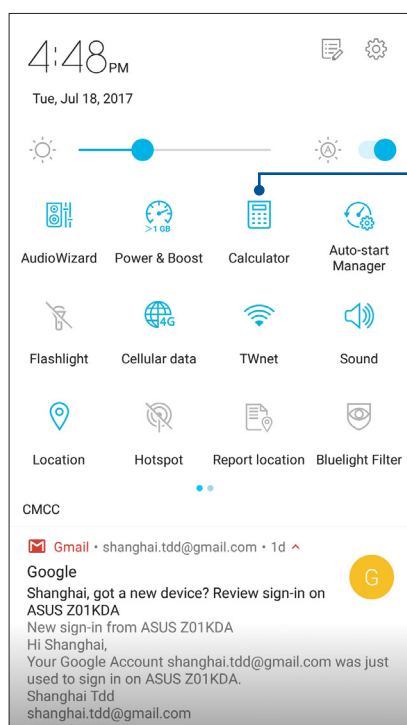 4:48 PM
Tue, Jul 18, 2017
A
>1 GB
AudioWizard Power & Boost Calculator Auto-start Manager
4G
Flashlight Cellular data TWnet Sound
Location Hotspot Report location Bluelight Filter
CMCC
Gmail • shanghai.tdd@gmail.com • 1d
Google
G
Shanghai, got a new device? Review sign-in on
ASUS Z01KDA
New sign-in from ASUS Z01KDA
Hi Shanghai,
Your Google Account shanghai.tdd@gmail.com was just
used to sign in on ASUS Z01KDA.
Shanghai Tdd
shanghai.tdd@gmail.com